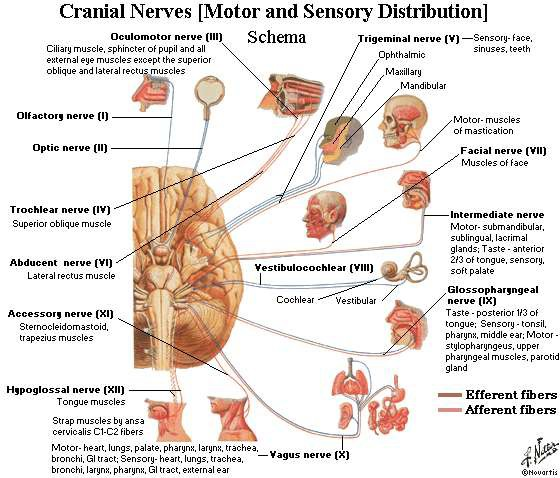 Cranial Nerves [Motor and Sensory Distribution]
Schema
Oculomotor nerve (III)
Ciliary muscle, sphincter of pupil and all
external eye muscles except the superior
oblique and lateral rectus muscles
Trigeminal nerve (V)
Sensory- face,
sinuses, teeth
Ophthalmic
Maxillary
Mandibular
Olfactory nerve (I)
Optic nerve (II)
Motor- muscles
of mastication
Facial nerve (VII)
Muscles of face
Trochlear nerve (IV)
Superior oblique muscle
Intermediate nerve
Motor- submandibular,
sublingual, lacrimal
glands; Taste - anterior
2/3 of tongue, sensory,
soft palate
Abducent nerve (VI)
Lateral rectus muscle
Vestibulocochlear (VIII)
Cochlear
Vestibular
Glossopharyngeal
nerve (IX)
Taste - posterior 1/3 of
tongue; Sensory - tonsil,
pharynx, middle ear; Motor -
stylopharyngeus, upper
pharyngeal muscles, parotid
gland
Accessory nerve (XI)
Sternocleidomastoid,
trapezius muscles
Hypoglossal nerve (XII)
Tongue muscles
Strap muscles by ansa
cervicalis C1-C2 fibers
Efferent fibers
Afferent fibers
Motor- heart, lungs, palate, pharynx, larynx, trachea,
bronchi, GI tract; Sensory- heart, lungs, trachea,
bronchi, larynx, pharynx, GI tract, external ear
Vagus nerve (X)
F. Netter
©Novartis